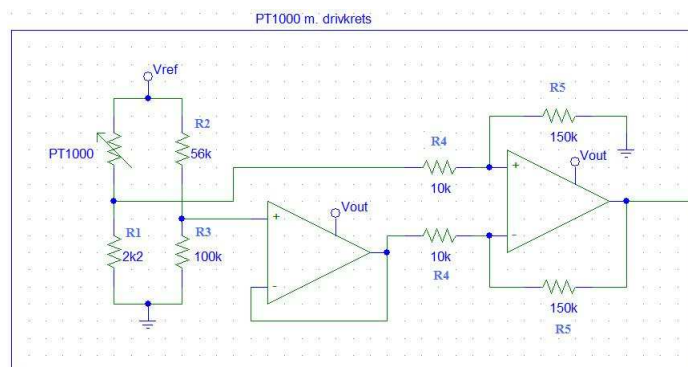 PT1000 m. drivkrets
Vref
R2
R5
PT1000
56k
R4
150k
+
Vout
10k
Vout
R1
R3
+
2k2
100k
10k
-
R4
-
150k
R5